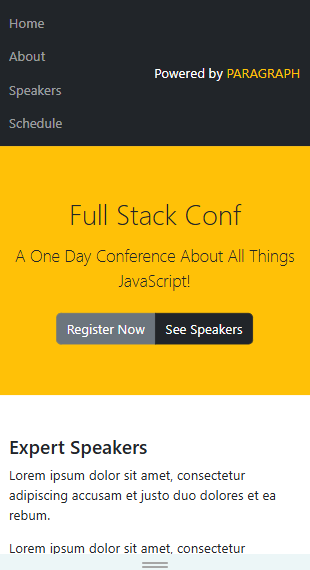 Home
About
Speakers
Schedule
Powered by PARAGRAPH
Full Stack Conf
A One Day Conference About All Things
JavaScript!
Register Now
See Speakers
Expert Speakers
Lorem ipsum dolor sit amet, consectetur
adipiscing accusam et justo duo dolores et ea
rebum.
Lorem ipsum dolor sit amet, consectetur